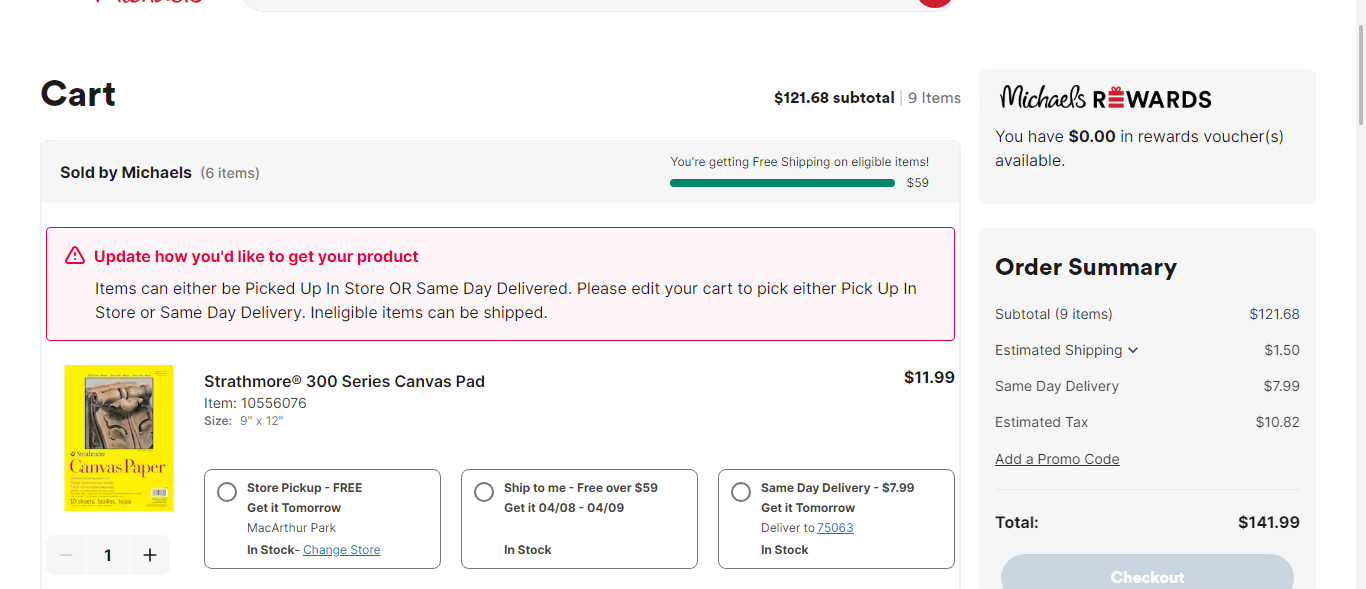 Michaels
Cart
$121.68 subtotal | 9 Items
Sold by Michaels (6 items)
You're getting Free Shipping on eligible items!
$59
Update how you'd like to get your product
Items can either be Picked Up In Store OR Same Day Delivered. Please edit your cart to pick either Pick Up In
Store or Same Day Delivery. Ineligible items can be shipped.
Strathmore
Canvas Paper
10 sheets, feuilles, hojas
1
Strathmore® 300 Series Canvas Pad
$11.99
Item: 10556076
Size: 9" x 12"
Store Pickup - FREE
Get it Tomorrow
MacArthur Park
In Stock- Change Store
Ship to me - Free over $59
Get it 04/08 - 04/09
In Stock
Same Day Delivery - $7.99
Get it Tomorrow
Deliver to 75063
In Stock
Michaels REWARDS
You have $0.00 in rewards voucher(s)
available.
Order Summary
Subtotal (9 items) $121.68
Estimated Shipping $1.50
Same Day Delivery $7.99
Estimated Tax $10.82
Add a Promo Code
Total: $141.99
Checkout